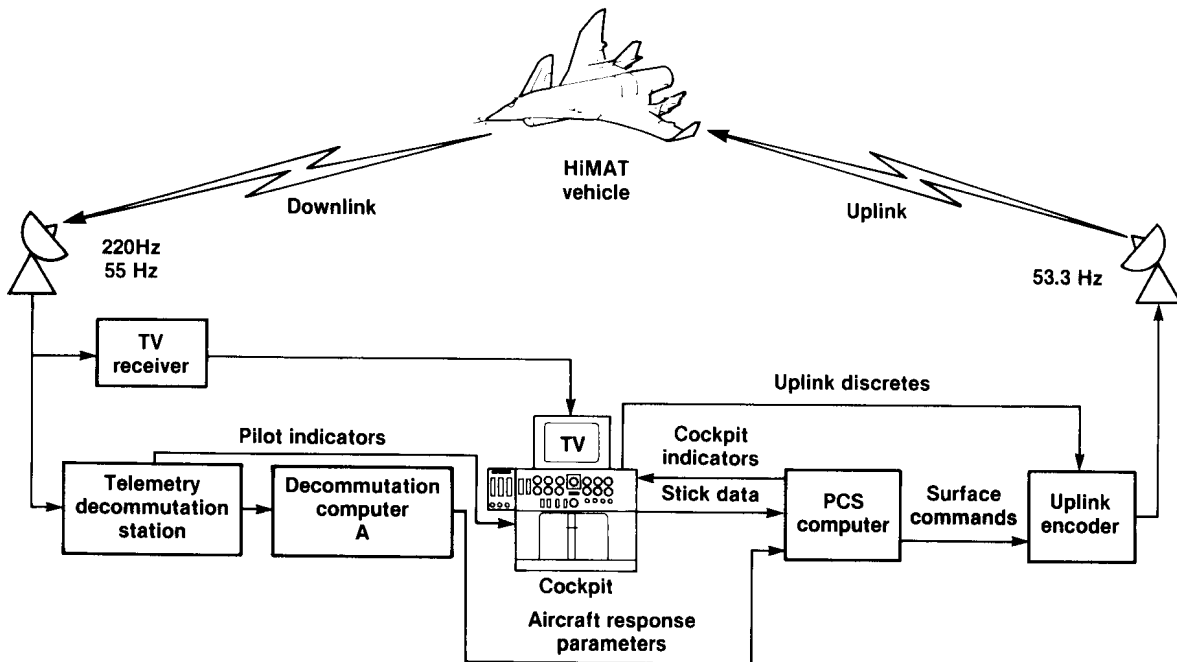 HiMAT
vehicle
Downlink
Uplink
220Hz
55 Hz
53.3 Hz
TV
receiver
Uplink discretes
TV
Pilot indicators
Cockpit
indicators
Telemetry
decommutation
station
Decommutation
computer
A
Stick data
PCS
computer
Surface
commands
Uplink
encoder
Cockpit
Aircraft response
parameters